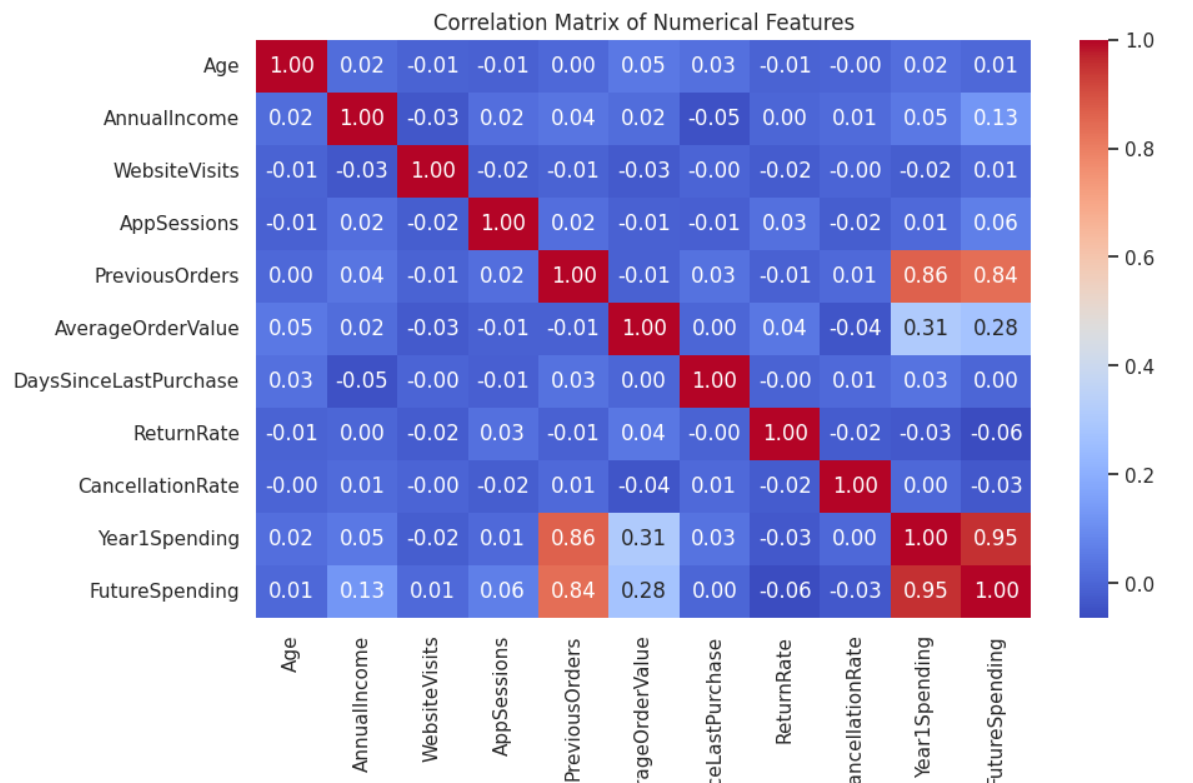 Correlation Matrix of Numerical Features
Age 1.00 0.02 -0.01 -0.01 0.00 0.05 0.03 -0.01 -0.00 0.02 0.01
AnnualIncome 0.02 1.00 -0.03 0.02 0.04 0.02 -0.05 0.00 0.01 0.05 0.13
WebsiteVisits -0.01 -0.03 1.00 -0.02 -0.01 -0.03 -0.00 -0.02 -0.00 -0.02 0.01
AppSessions -0.01 0.02 -0.02 1.00 0.02 -0.01 -0.01 0.03 -0.02 0.01 0.06
PreviousOrders 0.00 0.04 -0.01 0.02 1.00 -0.01 0.03 -0.01 0.01 0.86 0.84
AverageOrderValue 0.05 0.02 -0.03 -0.01 -0.01 1.00 0.00 0.04 -0.04 0.31 0.28
DaysSinceLastPurchase 0.03 -0.05 -0.00 -0.01 0.03 0.00 1.00 -0.00 0.01 0.03 0.00
ReturnRate -0.01 0.00 -0.02 0.03 -0.01 0.04 -0.00 1.00 -0.02 -0.03 -0.06
CancellationRate -0.00 0.01 -0.00 -0.02 0.01 -0.04 0.01 -0.02 1.00 0.00 -0.03
Year1Spending 0.02 0.05 -0.02 0.01 0.86 0.31 0.03 -0.03 0.00 1.00 0.95
FutureSpending 0.01 0.13 0.01 0.06 0.84 0.28 0.00 -0.06 -0.03 0.95 1.00
Age
AnnualIncome
WebsiteVisits
AppSessions
PreviousOrders
rageOrderValue
ceLastPurchase
ReturnRate
ancellationRate
Year1Spending
FutureSpending
1.0
0.8
0.6
0.4
0.2
0.0